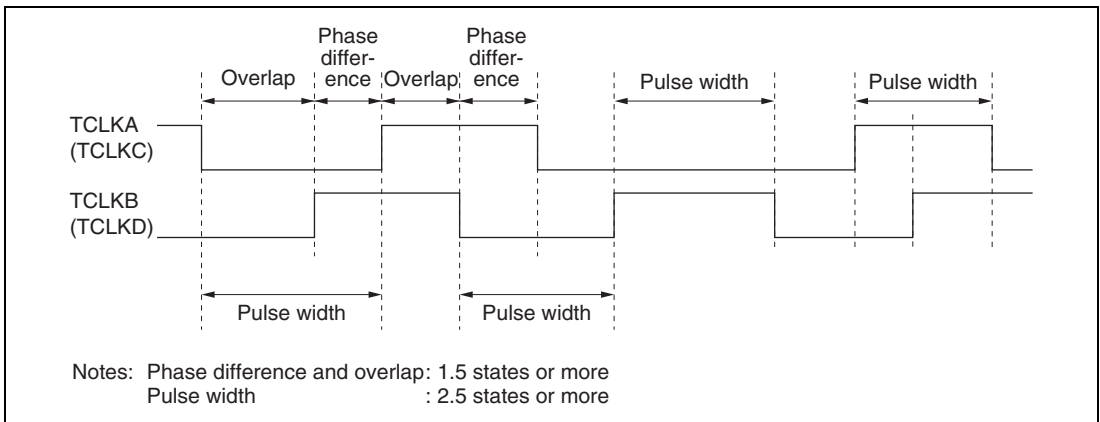 Phase
differ-
ence
Phase
differ-
ence
Overlap
Overlap
Pulse width
Pulse width
TCLKA
(TCLKC)
TCLKB
(TCLKD)
Pulse width
Pulse width
Notes: Phase difference and overlap: 1.5 states or more
Pulse width : 2.5 states or more